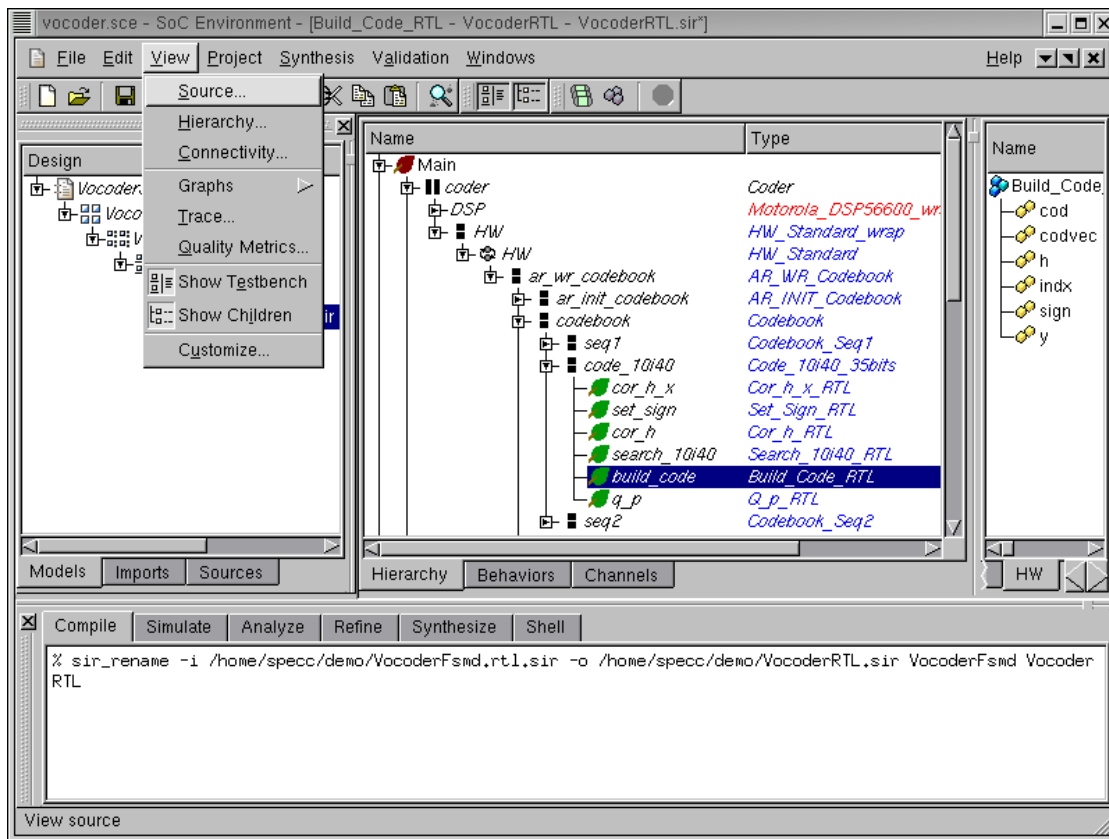 vocoder.sce - SoC Environment - [Build_Code_RTL - VocoderRTL - VocoderRTL.sir*]
File Edit View Project Synthesis Validation Windows Help
Source...
Hierarchy...
Connectivity...
Graphs
Trace...
Quality Metrics...
Show Testbench
Show Children
Customize...
Design
Vocoder.
Voco
ir
Models Imports Sources
Name Type
Main
coder Coder
DSP Motorola_DSP56600_wr
HW HW_Standard_wrap
HW HW_Standard
ar_wr_codebook AR_WR_Codebook
ar_init_codebook AR_INIT_Codebook
codebook Codebook
seq1 Codebook_Seq1
code_10i40 Code_10i40_35bits
cor_h_x Cor_h_x_RTL
set_sign Set_Sign_RTL
cor_h Cor_h_RTL
search_10i40 Search_10i40_RTL
build_code Build_Code_RTL
q_p Q_p_RTL
seq2 Codebook_Seq2
Hierarchy Behaviors Channels
Name
Build_Code_
cod
codvec
h
indx
sign
y
HW
Compile Simulate Analyze Refine Synthesize Shell
% sir_rename -i /home/specc/demo/VocoderFsmd.rtl.sir -o /home/specc/demo/VocoderRTL.sir VocoderFsmd Vocoder
RTL
View source